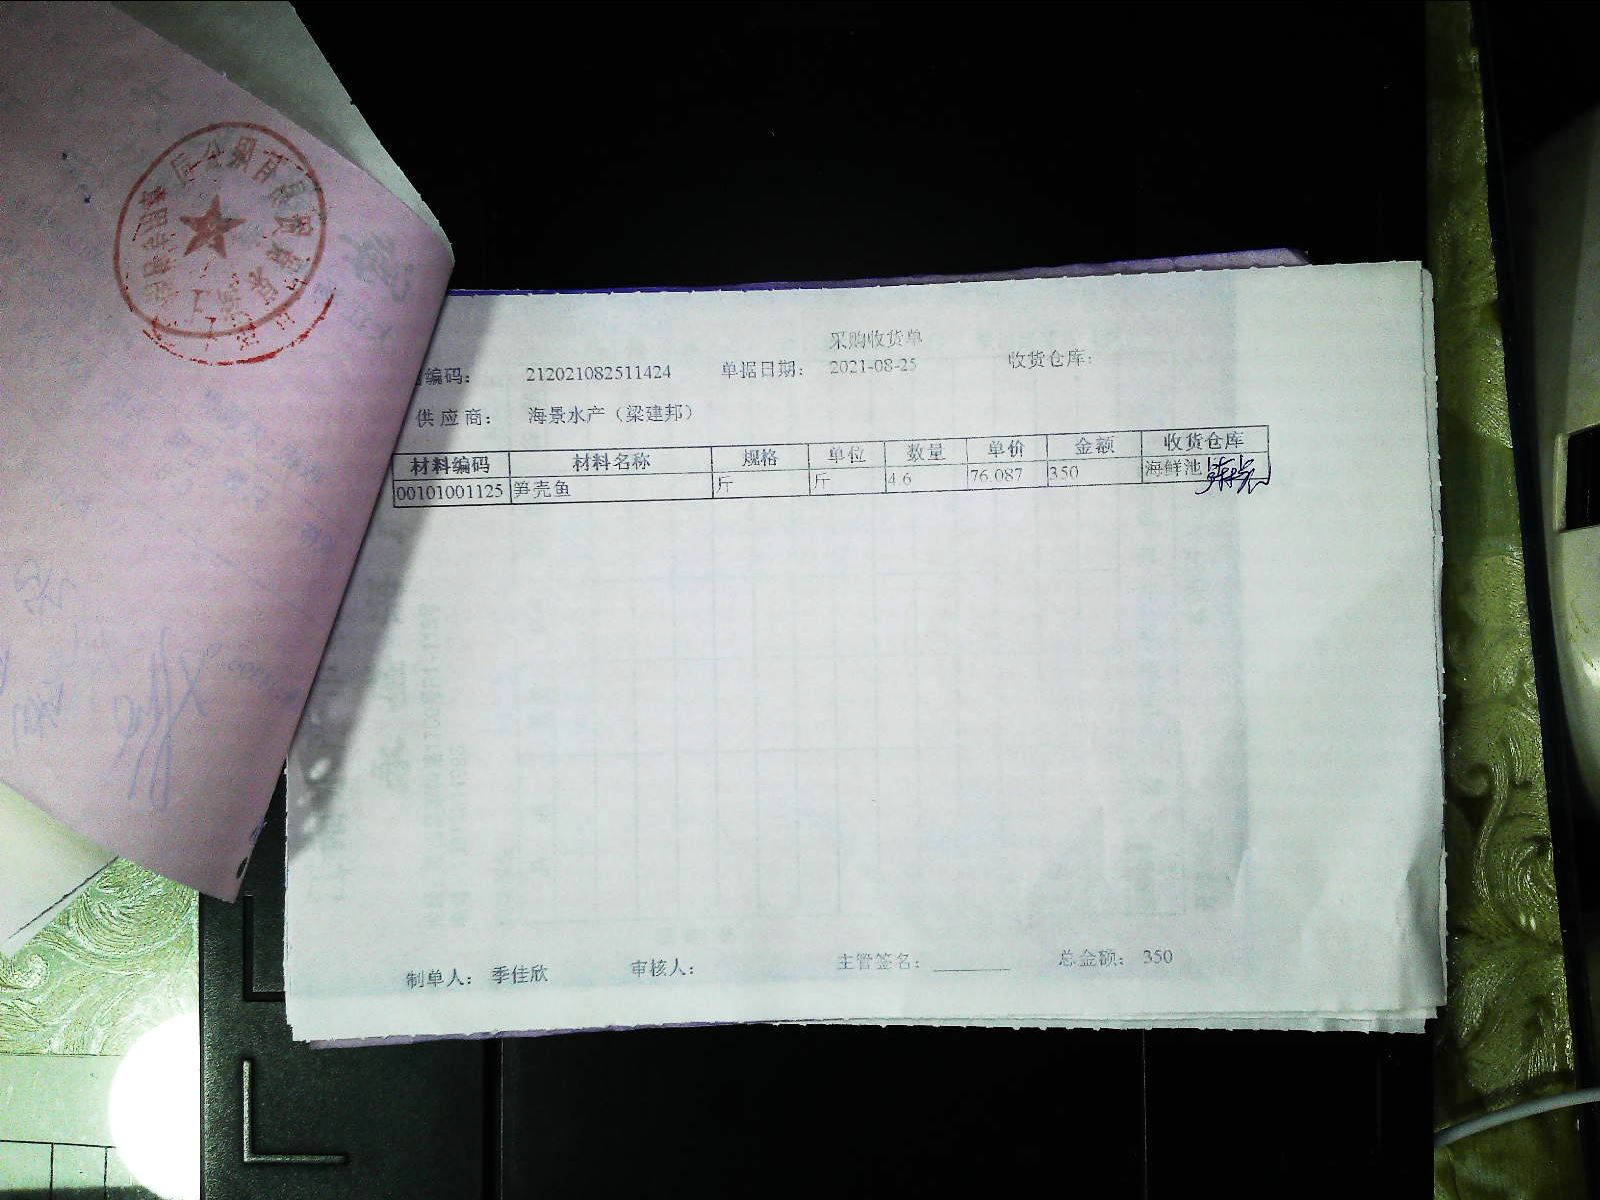 采购收货单
编码： 212021082511424 单据日期： 2021-08-25 收货仓库：
供应商： 海景水产（梁建邦）
材料编码 材料名称 规格 单位 数量 单价 金额 收货仓库
00101001125 笋壳鱼 斤 斤 4.6 76.087 350 海鲜池
制单人： 季佳欣 审核人： 主管签名： 总金额： 350